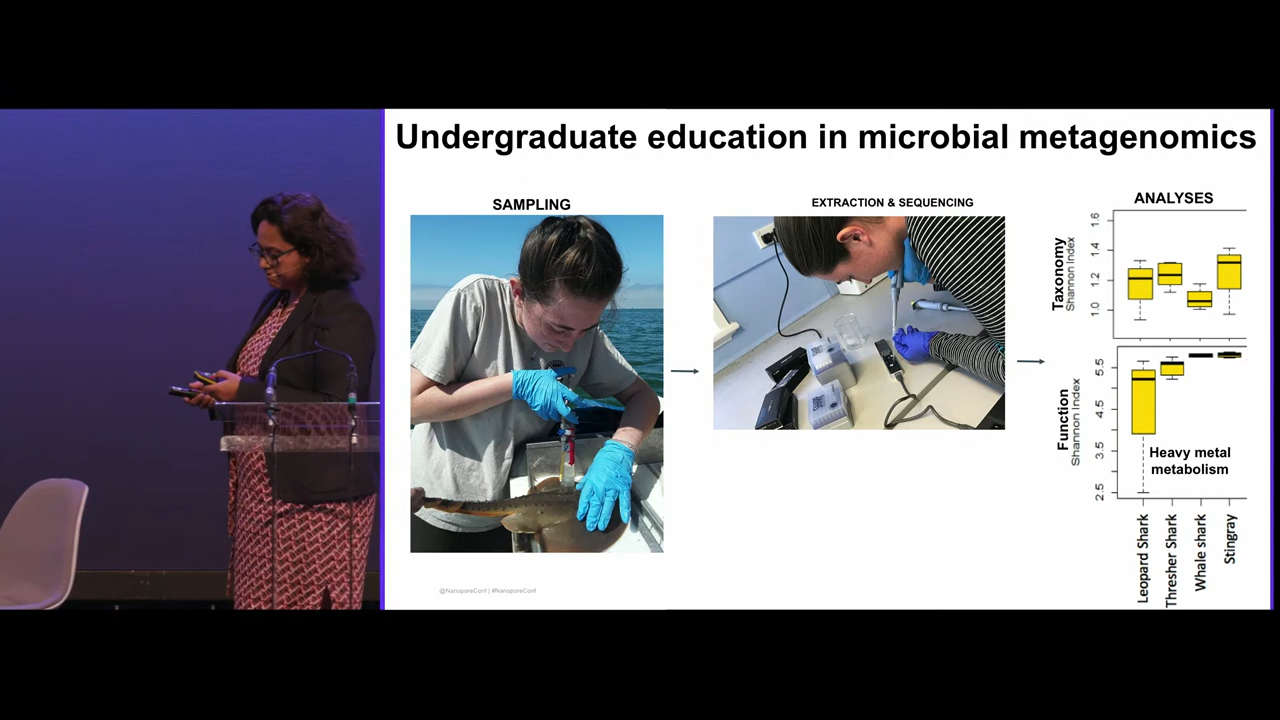 Undergraduate education in microbial metagenomics
SAMPLING
EXTRACTION & SEQUENCING
ANALYSES
Taxonomy
Shannon Index
1.6
1.4
1.2
1.0
Function
Shannon Index
5.5
4.5
3.5
2.5
Heavy metal
metabolism
Leopard Shark
Thresher Shark
Whale shark
Stingray
@NanoporeConf | #NanoporeConf